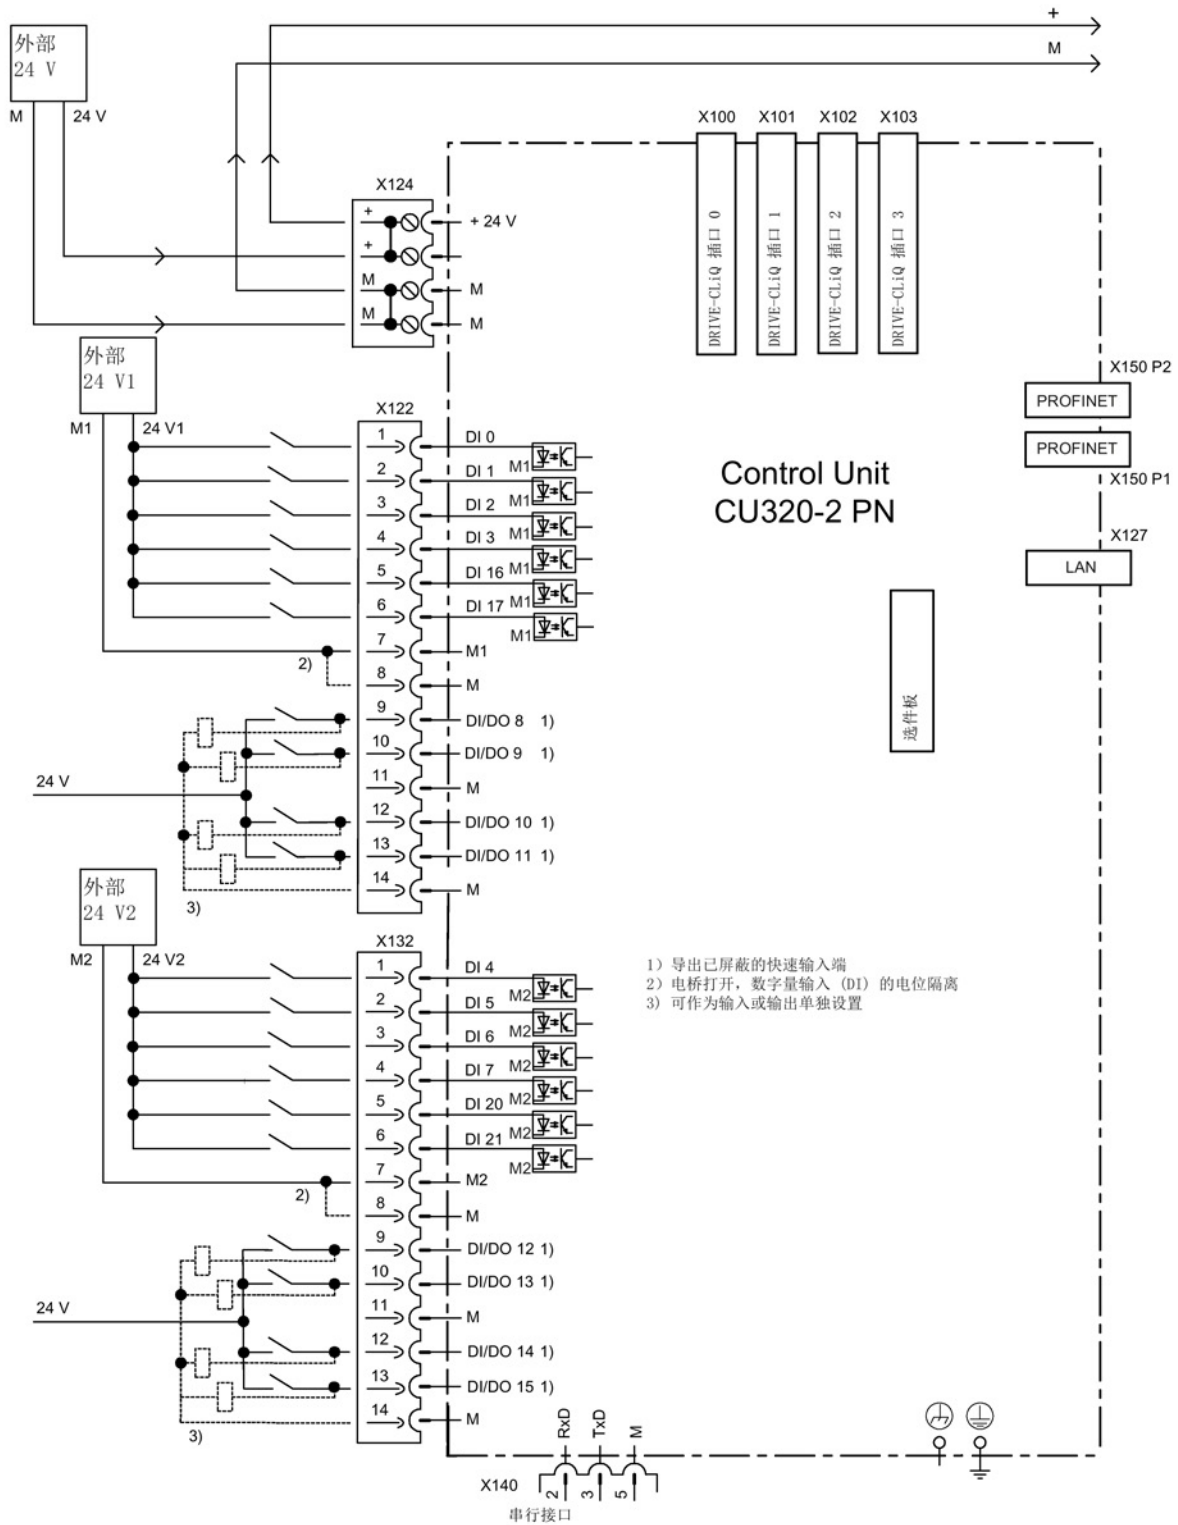 +
M
外部
24 V
M
24 V
X124
+
+ 24 V
+
M
M
M
M
X100
X101
X102
X103
DRIVE-CLiQ 插口 0
DRIVE-CLiQ 插口 1
DRIVE-CLiQ 插口 2
DRIVE-CLiQ 插口 3
X150 P2
PROFINET
PROFINET
X150 P1
X127
LAN
Control Unit
CU320-2 PN
选件板
外部
24 V1
M1
24 V1
X122
1
DI 0
M1
2
DI 1
M1
3
DI 2
M1
4
DI 3
M1
5
DI 16
M1
6
DI 17
M1
7
M1
2)
8
M
9
DI/DO 8 1)
10
DI/DO 9 1)
24 V
11
M
12
DI/DO 10 1)
13
DI/DO 11 1)
14
M
3)
外部
24 V2
M2
24 V2
X132
1
DI 4
M2
2
DI 5
M2
3
DI 6
M2
4
DI 7
M2
5
DI 20
M2
6
DI 21
M2
7
M2
2)
8
M
9
DI/DO 12 1)
10
DI/DO 13 1)
24 V
11
M
12
DI/DO 14 1)
13
DI/DO 15 1)
14
M
3)
1) 导出已屏蔽的快速输入端
2) 电桥打开，数字量输入 (DI) 的电位隔离
3) 可作为输入或输出单独设置
RxD
TxD
M
X140
2
3
5
串行接口